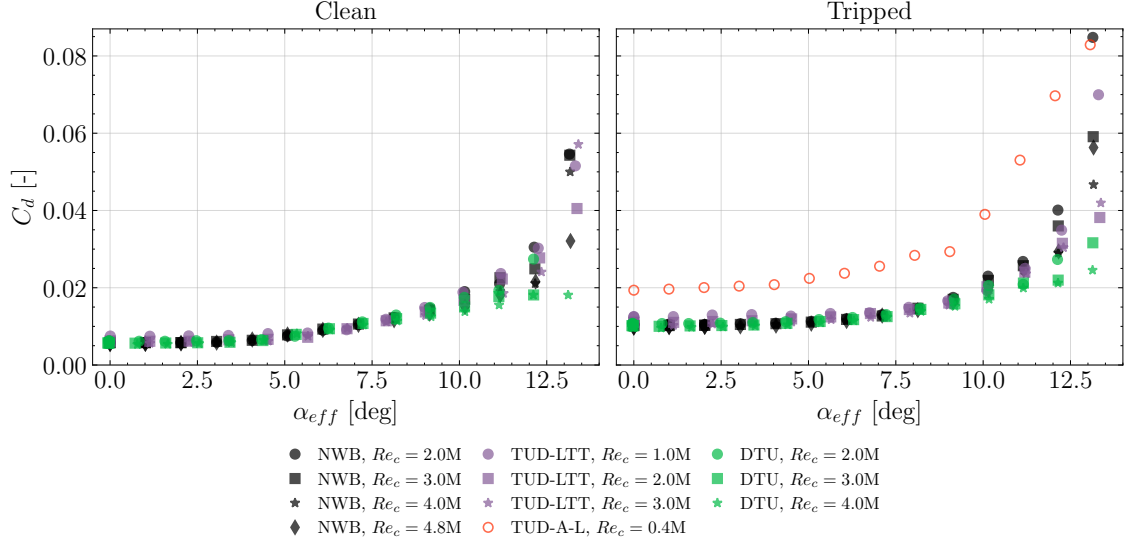 Clean
Tripped
0.08
0.06
0.04
0.02
0.00
C_d [-]
0.0 2.5 5.0 7.5 10.0 12.5
0.0 2.5 5.0 7.5 10.0 12.5
α_eff [deg]
α_eff [deg]
NWB, Re_c = 2.0M
NWB, Re_c = 3.0M
NWB, Re_c = 4.0M
NWB, Re_c = 4.8M
TUD-LTT, Re_c = 1.0M
TUD-LTT, Re_c = 2.0M
TUD-LTT, Re_c = 3.0M
TUD-A-L, Re_c = 0.4M
DTU, Re_c = 2.0M
DTU, Re_c = 3.0M
DTU, Re_c = 4.0M